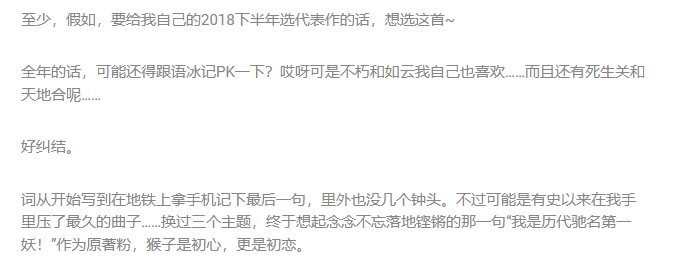 至少，假如，要给我自己的2018下半年选代表作的话，想选这首~
全年的话，可能还得跟语冰记PK一下？哎呀可是不朽和如云我自己也喜欢……而且还有死生关和
天地合呢……
好纠结。
词从开始写到在地铁上拿手机记下最后一句，里外也没几个钟头。不过可能是有史以来在我手
里压了最久的曲子……换过三个主题，终于想起念念不忘落地铿锵的那一句“我是历代驰名第一
妖！”作为原著粉，猴子是初心，更是初恋。